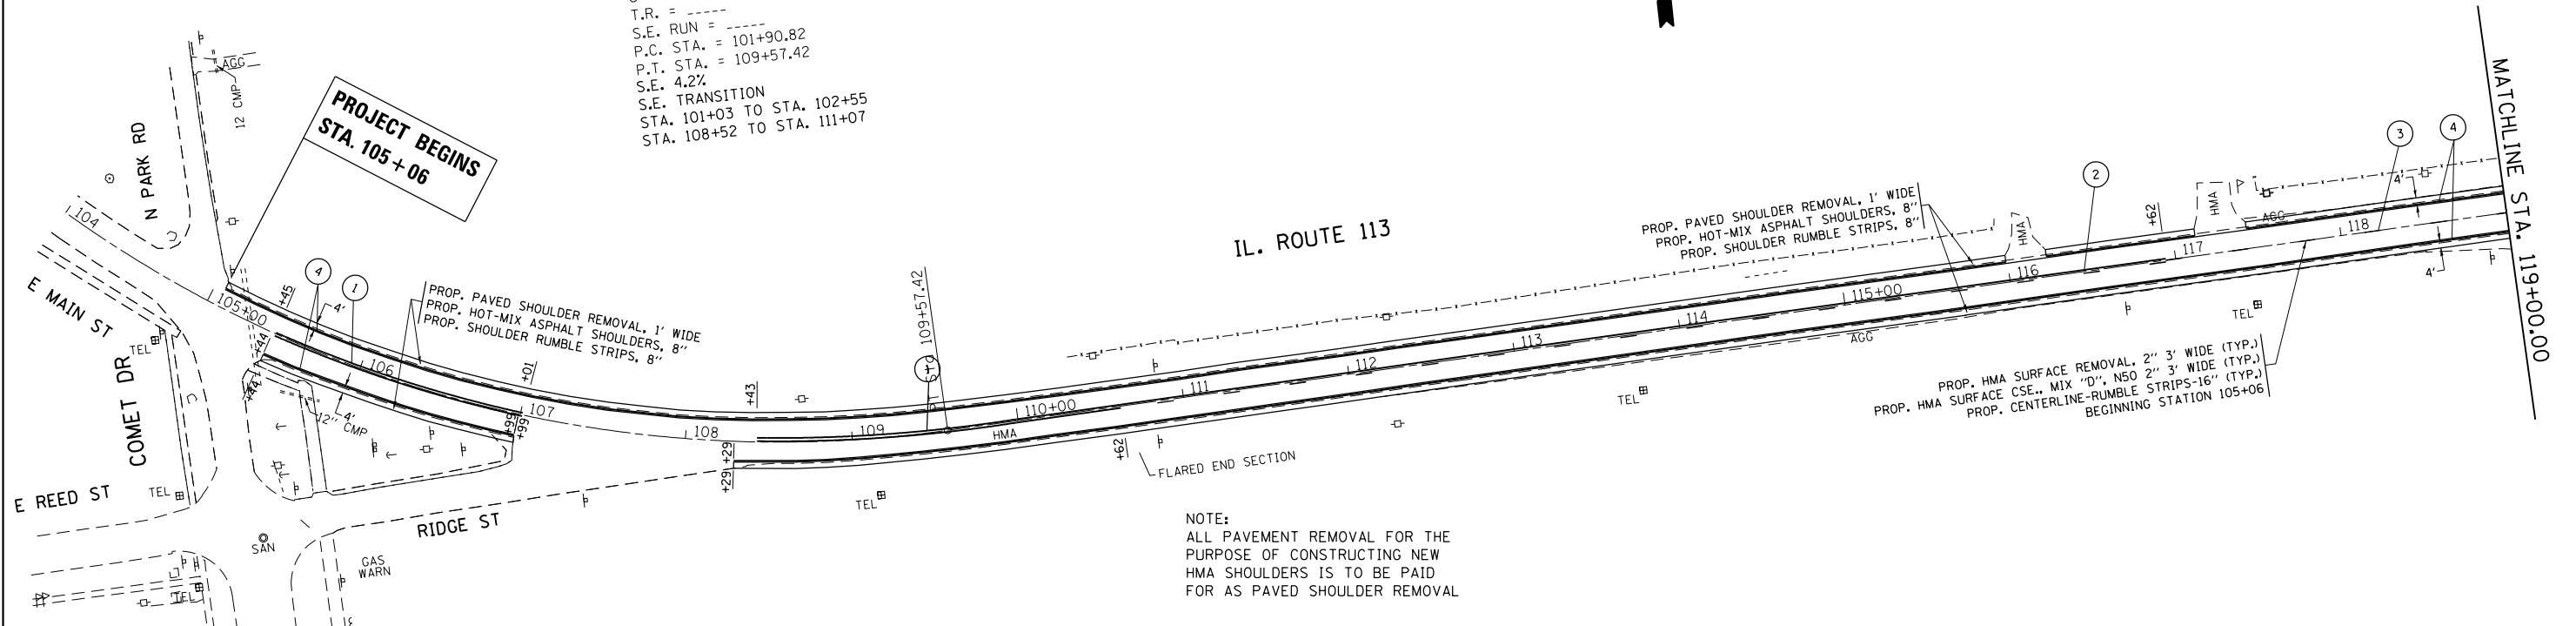 T.R. = -----
S.E. RUN = -----
P.C. STA. = 101+90.82
P.T. STA. = 109+57.42
S.E. 4.2%
S.E. TRANSITION
STA. 101+03 TO STA. 102+55
STA. 108+52 TO STA. 111+07
AGG
12 CMP
N PARK RD
PROJECT BEGINS
STA. 105+06
104
E MAIN ST
COMET DR
E REED ST
RIDGE ST
TEL
TEL
TEL
SAN
GAS
WARN
105+00
+45
4
1
4'
+44
+44
106
12" CMP
4'
PROP. PAVED SHOULDER REMOVAL, 1' WIDE
PROP. HOT-MIX ASPHALT SHOULDERS, 8"
PROP. SHOULDER RUMBLE STRIPS, 8"
+01
107
+99
+99
108
+43
+29
+29
109
TEL
109+57.42
HMA
110+00
+62
FLARED END SECTION
111
112
113
114
115+00
116
117
118
IL. ROUTE 113
TEL
AGG
PROP. PAVED SHOULDER REMOVAL, 1' WIDE
PROP. HOT-MIX ASPHALT SHOULDERS, 8"
PROP. SHOULDER RUMBLE STRIPS, 8"
HMA
2
+62
HMA
P
AGG
3
4
4'
4'
TEL
MATCHLINE STA. 119+00.00
PROP. HMA SURFACE REMOVAL, 2" 3' WIDE (TYP.)
PROP. HMA SURFACE CSE., MIX "D", N50 2" 3' WIDE (TYP.)
PROP. CENTERLINE-RUMBLE STRIPS-16" (TYP.)
BEGINNING STATION 105+06
NOTE:
ALL PAVEMENT REMOVAL FOR THE
PURPOSE OF CONSTRUCTING NEW
HMA SHOULDERS IS TO BE PAID
FOR AS PAVED SHOULDER REMOVAL